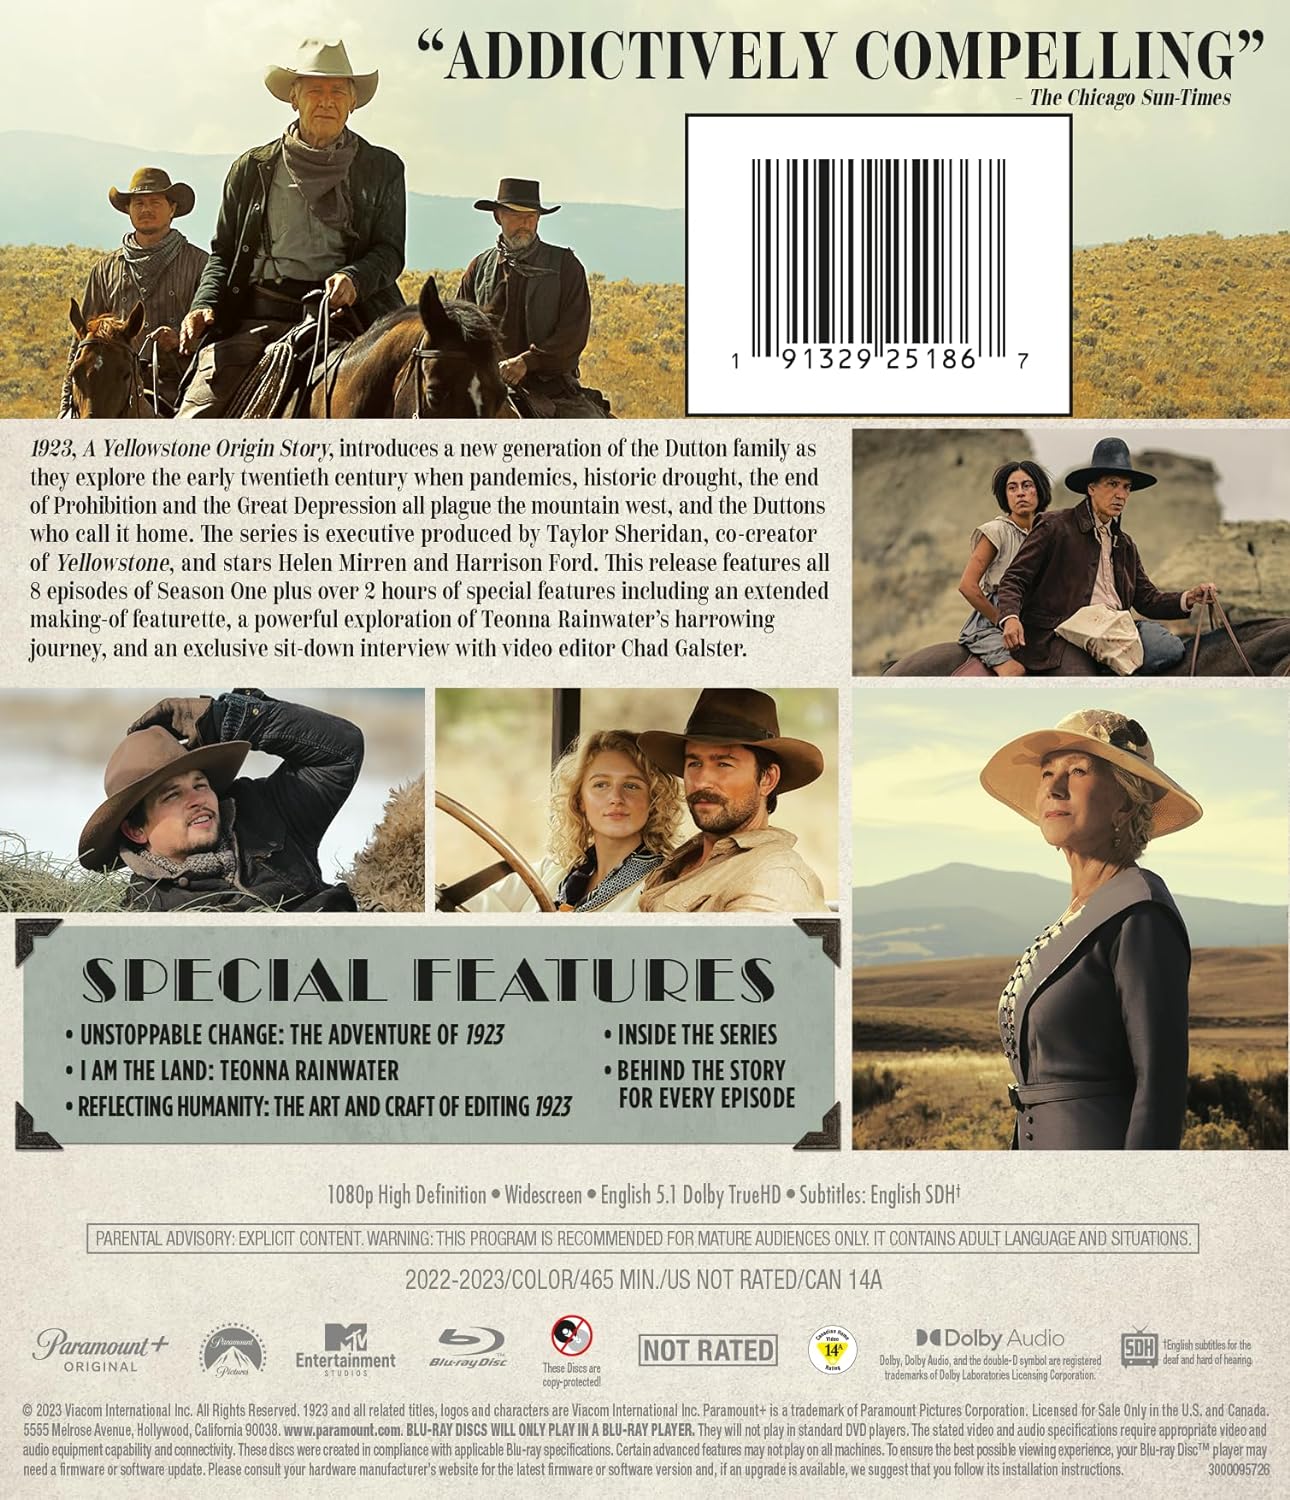 “ADDICTIVELY COMPELLING”
- The Chicago Sun-Times
1 91329 25186 7
1923, A Yellowstone Origin Story, introduces a new generation of the Dutton family as
they explore the early twentieth century when pandemics, historic drought, the end
of Prohibition and the Great Depression all plague the mountain west, and the Duttons
who call it home. The series is executive produced by Taylor Sheridan, co-creator
of Yellowstone, and stars Helen Mirren and Harrison Ford. This release features all
8 episodes of Season One plus over 2 hours of special features including an extended
making-of featurette, a powerful exploration of Teonna Rainwater’s harrowing
journey, and an exclusive sit-down interview with video editor Chad Galster.
SPECIAL FEATURES
• UNSTOPPABLE CHANGE: THE ADVENTURE OF 1923
• I AM THE LAND: TEONNA RAINWATER
• REFLECTING HUMANITY: THE ART AND CRAFT OF EDITING 1923
• INSIDE THE SERIES
• BEHIND THE STORY
FOR EVERY EPISODE
1080p High Definition • Widescreen • English 5.1 Dolby TrueHD • Subtitles: English SDH†
PARENTAL ADVISORY: EXPLICIT CONTENT. WARNING: THIS PROGRAM IS RECOMMENDED FOR MATURE AUDIENCES ONLY. IT CONTAINS ADULT LANGUAGE AND SITUATIONS.
2022-2023/COLOR/465 MIN./US NOT RATED/CAN 14A
Paramount+
ORIGINAL
Paramount
Pictures
MTV
Entertainment
STUDIOS
Blu-ray Disc™
These Discs are
copy-protected!
NOT RATED
Canadian Home
Video
14A
Rating
Dolby Audio
Dolby, Dolby Audio, and the double-D symbol are registered
trademarks of Dolby Laboratories Licensing Corporation.
SDH
†English subtitles for the
deaf and hard of hearing.
© 2023 Viacom International Inc. All Rights Reserved. 1923 and all related titles, logos and characters are Viacom International Inc. Paramount+ is a trademark of Paramount Pictures Corporation. Licensed for Sale Only in the U.S. and Canada.
5555 Melrose Avenue, Hollywood, California 90038. www.paramount.com. BLU-RAY DISCS WILL ONLY PLAY IN A BLU-RAY PLAYER. They will not play in standard DVD players. The stated video and audio specifications require appropriate video and
audio equipment capability and connectivity. These discs were created in compliance with applicable Blu-ray specifications. Certain advanced features may not play on all machines. To ensure the best possible viewing experience, your Blu-ray Disc™ player may
need a firmware or software update. Please consult your hardware manufacturer’s website for the latest firmware or software version and, if an upgrade is available, we suggest that you follow its installation instructions.
3000095726